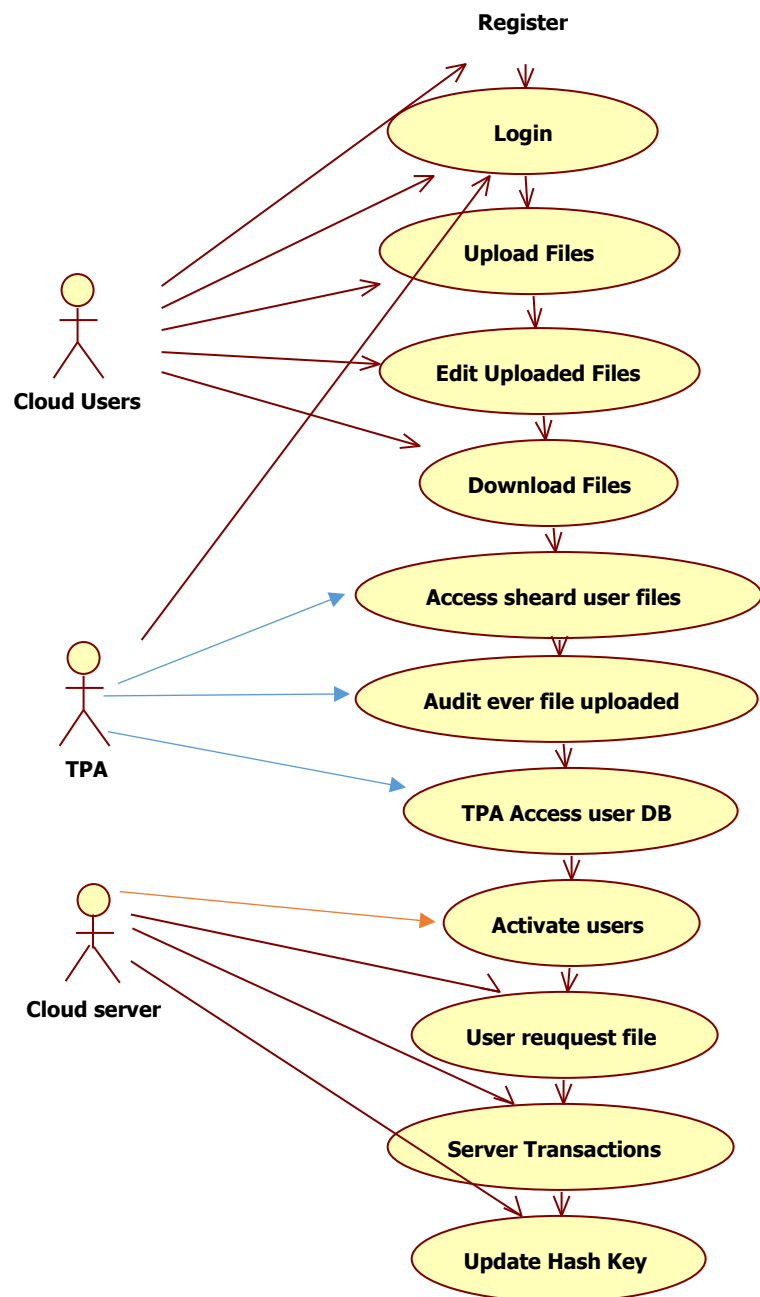 Register
Login
Upload Files
Edit Uploaded Files
Cloud Users
Download Files
Access sheard user files
Audit ever file uploaded
TPA
TPA Access user DB
Activate users
Cloud server
User reuquest file
Server Transactions
Update Hash Key